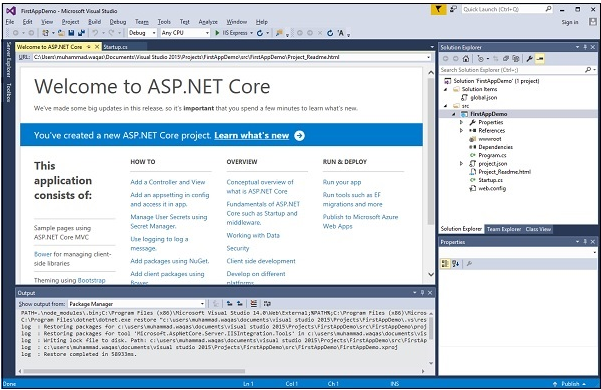 FirstAppDemo - Microsoft Visual Studio
Quick Launch (Ctrl+Q)
File Edit View Project Build Debug Team Tools Test Analyze Window Help
Sign in
Debug Any CPU IIS Express
Server Explorer
Toolbox
Welcome to ASP.NET Core Startup.cs
URL: C:\Users\muhammad.waqas\Documents\Visual Studio 2015\Projects\FirstAppDemo\src\FirstAppDemo\Project_Readme.html
Welcome to ASP.NET Core
We've made some big updates in this release, so it's important that you spend a few minutes to learn what's new.
You've created a new ASP.NET Core project. Learn what's new
This
application
consists of:
Sample pages using
ASP.NET Core MVC
Bower for managing client-
side libraries
Theming using Bootstrap
HOW TO
Add a Controller and View
Add an appsetting in config
and access it in app.
Manage User Secrets using
Secret Manager.
Use logging to log a
message.
Add packages using NuGet.
Add client packages using
Bower.
OVERVIEW
Conceptual overview of
what is ASP.NET Core
Fundamentals of ASP.NET
Core such as Startup and
middleware.
Working with Data
Security
Client side development
Develop on different
platforms
RUN & DEPLOY
Run your app
Run tools such as EF
migrations and more
Publish to Microsoft Azure
Web Apps
Solution Explorer
Search Solution Explorer (Ctrl+;)
Solution 'FirstAppDemo' (1 project)
Solution Items
global.json
src
FirstAppDemo
Properties
References
wwwroot
Dependencies
Program.cs
project.json
Project_Readme.html
Startup.cs
web.config
Solution Explorer Team Explorer Class View
Properties
Output
Show output from: Package Manager
PATH=.\node_modules\.bin;C:\Program Files (x86)\Microsoft Visual Studio 14.0\Web\External;%PATH%;C:\Program Files (x86)\Micros
C:\Program Files\dotnet\dotnet.exe restore "c:\users\muhammad.waqas\documents\visual studio 2015\Projects\FirstAppDemo\.vs\res
log : Restoring packages for c:\users\muhammad.waqas\documents\visual studio 2015\Projects\FirstAppDemo\src\FirstAppDemo\proj
log : Restoring packages for tool 'Microsoft.AspNetCore.Server.IISIntegration.Tools' in c:\users\muhammad.waqas\documents\vis
log : Writing lock file to disk. Path: c:\users\muhammad.waqas\documents\visual studio 2015\Projects\FirstAppDemo\src\FirstAp
log : c:\users\muhammad.waqas\documents\visual studio 2015\Projects\FirstAppDemo\src\FirstAppDemo\FirstAppDemo.xproj
log : Restore completed in 58933ms.
Done Ln 1 Col 1 Ch 1 INS Publish